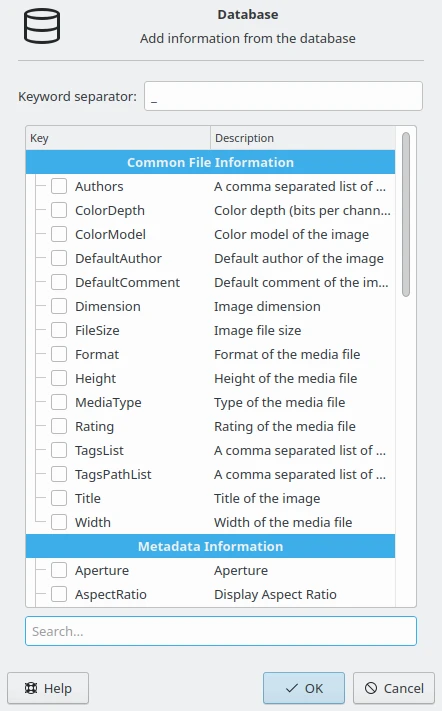 Database
Add information from the database
Keyword separator: _
Key Description
Common File Information
Authors A comma separated list of ...
ColorDepth Color depth (bits per chann...
ColorModel Color model of the image
DefaultAuthor Default author of the image
DefaultComment Default comment of the im...
Dimension Image dimension
FileSize Image file size
Format Format of the media file
Height Height of the media file
MediaType Type of the media file
Rating Rating of the media file
TagsList A comma separated list of ...
TagsPathList A comma separated list of ...
Title Title of the image
Width Width of the media file
Metadata Information
Aperture Aperture
AspectRatio Display Aspect Ratio
Search...
Help OK Cancel